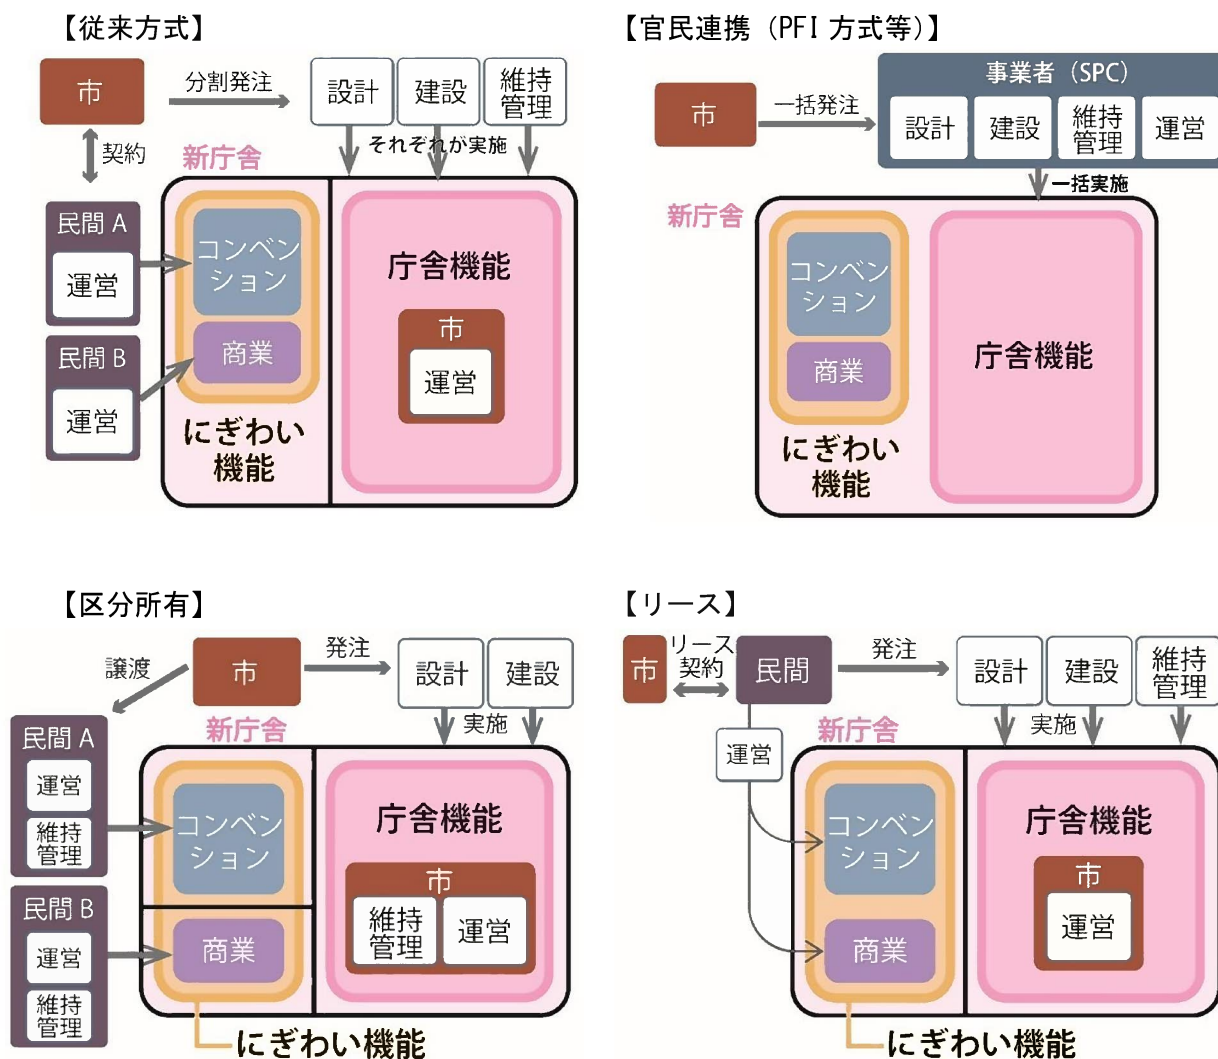 【従来方式】
市
分割発注
設計
建設
維持
管理
契約
それぞれが実施
新庁舎
民間 A
運営
民間 B
運営
コンベン
ション
商業
にぎわい
機能
庁舎機能
市
運営
【官民連携（PFI 方式等）】
市
一括発注
事業者（SPC）
設計
建設
維持
管理
運営
一括実施
新庁舎
コンベン
ション
商業
にぎわい
機能
庁舎機能
【区分所有】
譲渡
市
発注
設計
建設
実施
新庁舎
民間 A
運営
維持
管理
民間 B
運営
維持
管理
コンベン
ション
商業
庁舎機能
市
維持
管理
運営
にぎわい機能
【リース】
市
リース
契約
民間
発注
設計
建設
維持
管理
実施
運営
新庁舎
コンベン
ション
商業
庁舎機能
市
運営
にぎわい機能